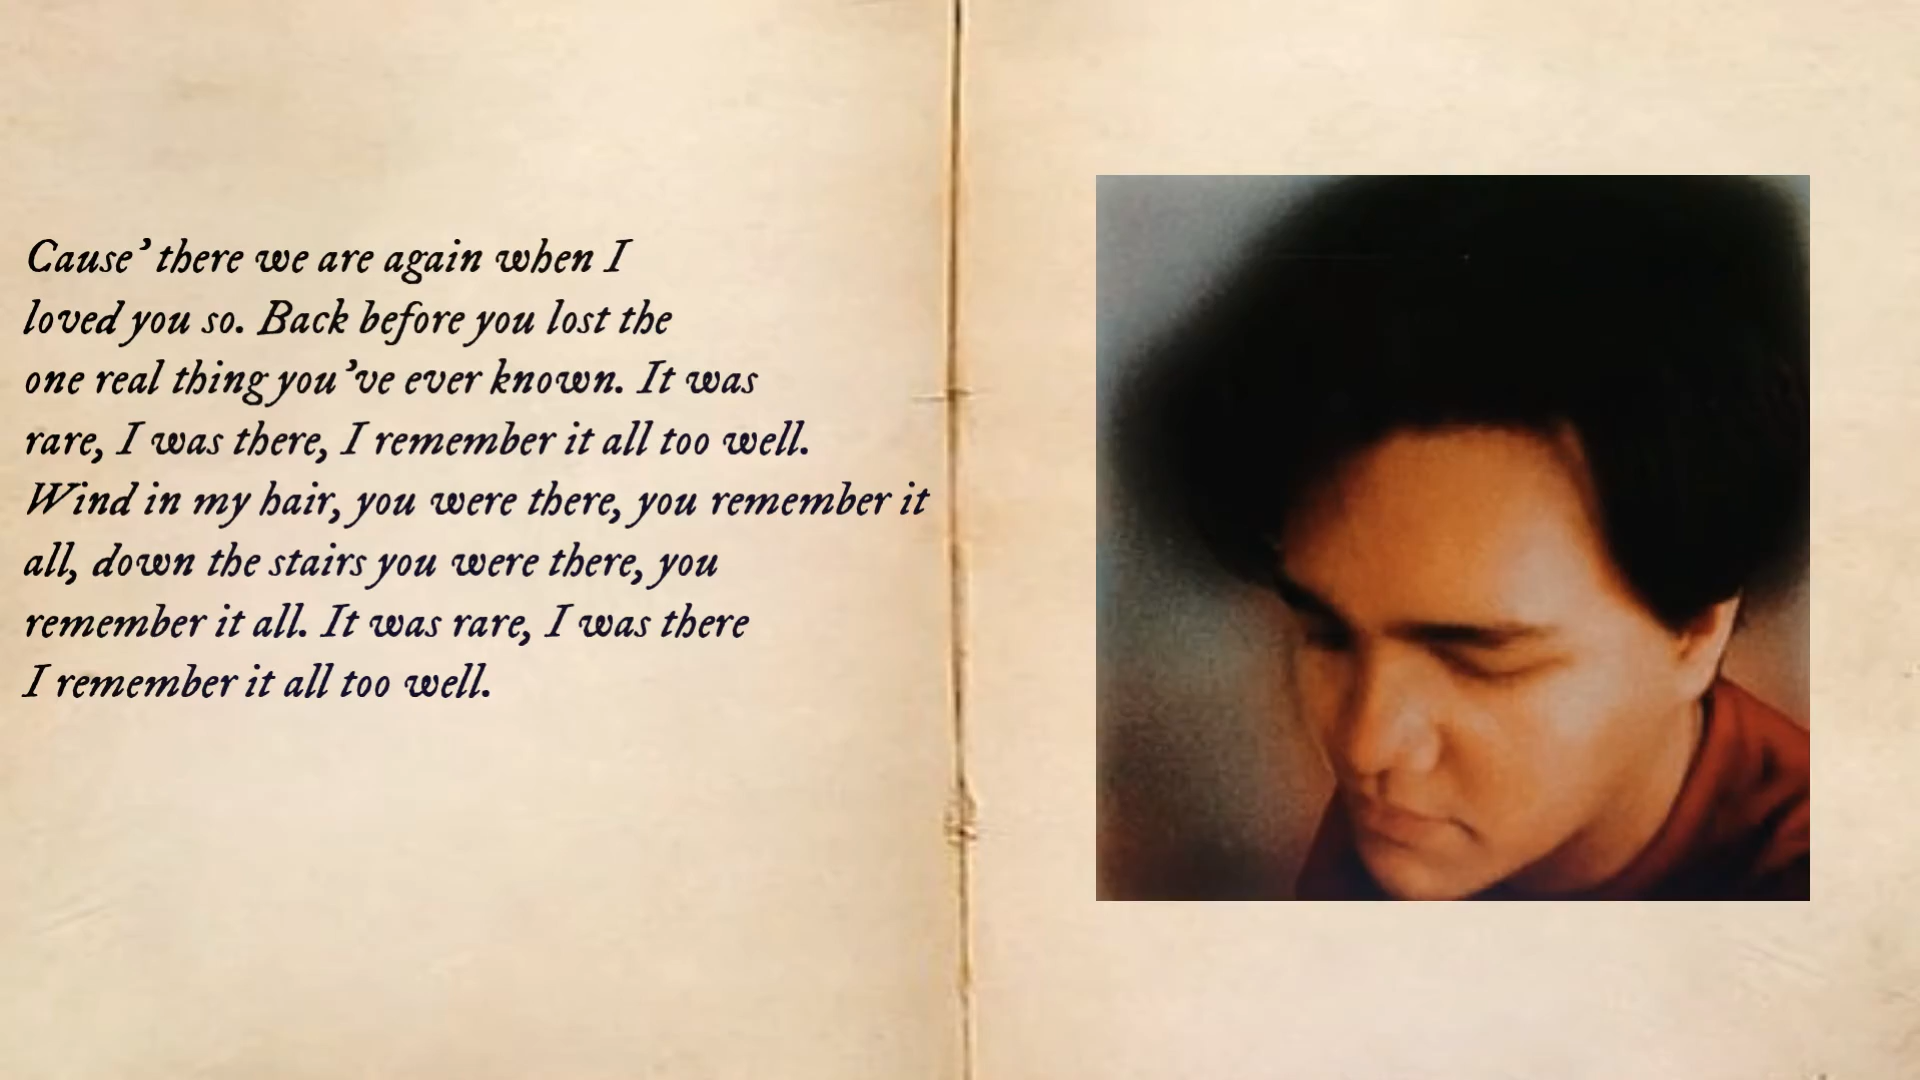 Cause' there we are again when I
loved you so. Back before you lost the
one real thing you've ever known. It was
rare, I was there, I remember it all too well.
Wind in my hair, you were there, you remember it
all, down the stairs you were there, you
remember it all. It was rare, I was there
I remember it all too well.